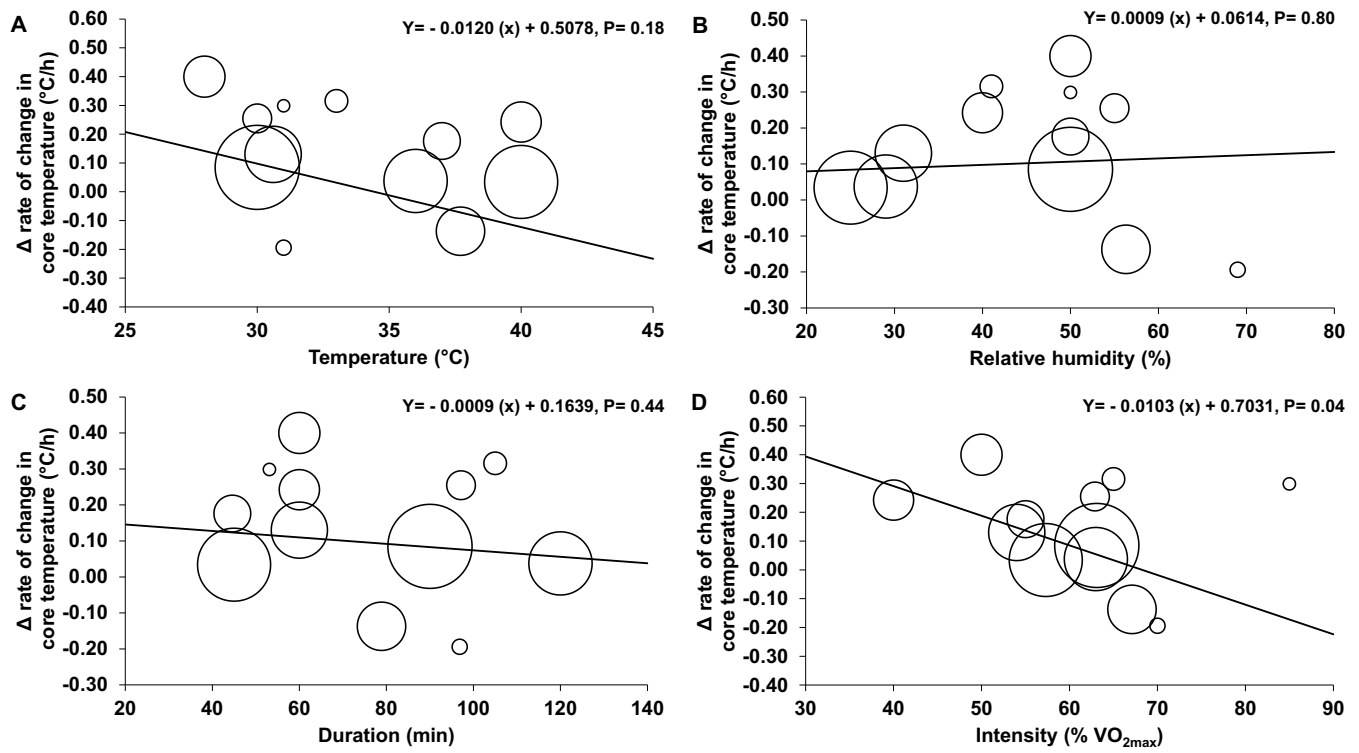 A
Y= - 0.0120 (x) + 0.5078, P= 0.18
Δ rate of change in
core temperature (°C/h)
0.60
0.50
0.40
0.30
0.20
0.10
0.00
-0.10
-0.20
-0.30
-0.40
25 30 35 40 45
Temperature (°C)
B
Y= 0.0009 (x) + 0.0614, P= 0.80
Δ rate of change in
core temperature (°C/h)
0.50
0.40
0.30
0.20
0.10
0.00
-0.10
-0.20
-0.30
20 30 40 50 60 70 80
Relative humidity (%)
C
Y= - 0.0009 (x) + 0.1639, P= 0.44
Δ rate of change in
core temperature (°C/h)
0.50
0.40
0.30
0.20
0.10
0.00
-0.10
-0.20
-0.30
20 40 60 80 100 120 140
Duration (min)
D
Y= - 0.0103 (x) + 0.7031, P= 0.04
Δ rate of change in
core temperature (°C/h)
0.60
0.50
0.40
0.30
0.20
0.10
0.00
-0.10
-0.20
-0.30
-0.40
30 40 50 60 70 80 90
Intensity (% VO₂max)